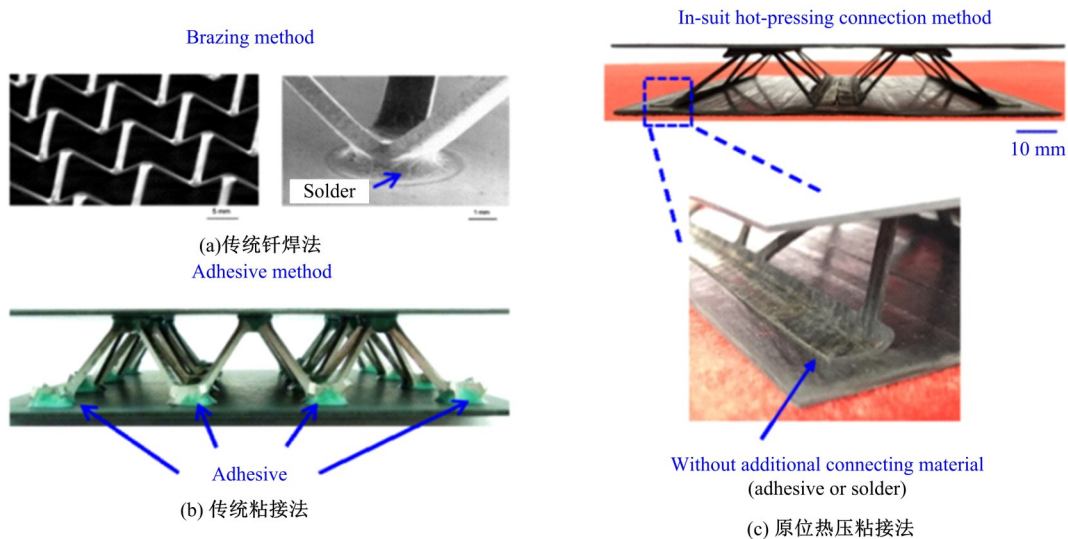 Brazing method
Solder
5 mm
1 mm
(a)传统钎焊法
Adhesive method
Adhesive
(b) 传统粘接法
In-suit hot-pressing connection method
10 mm
Without additional connecting material
(adhesive or solder)
(c) 原位热压粘接法